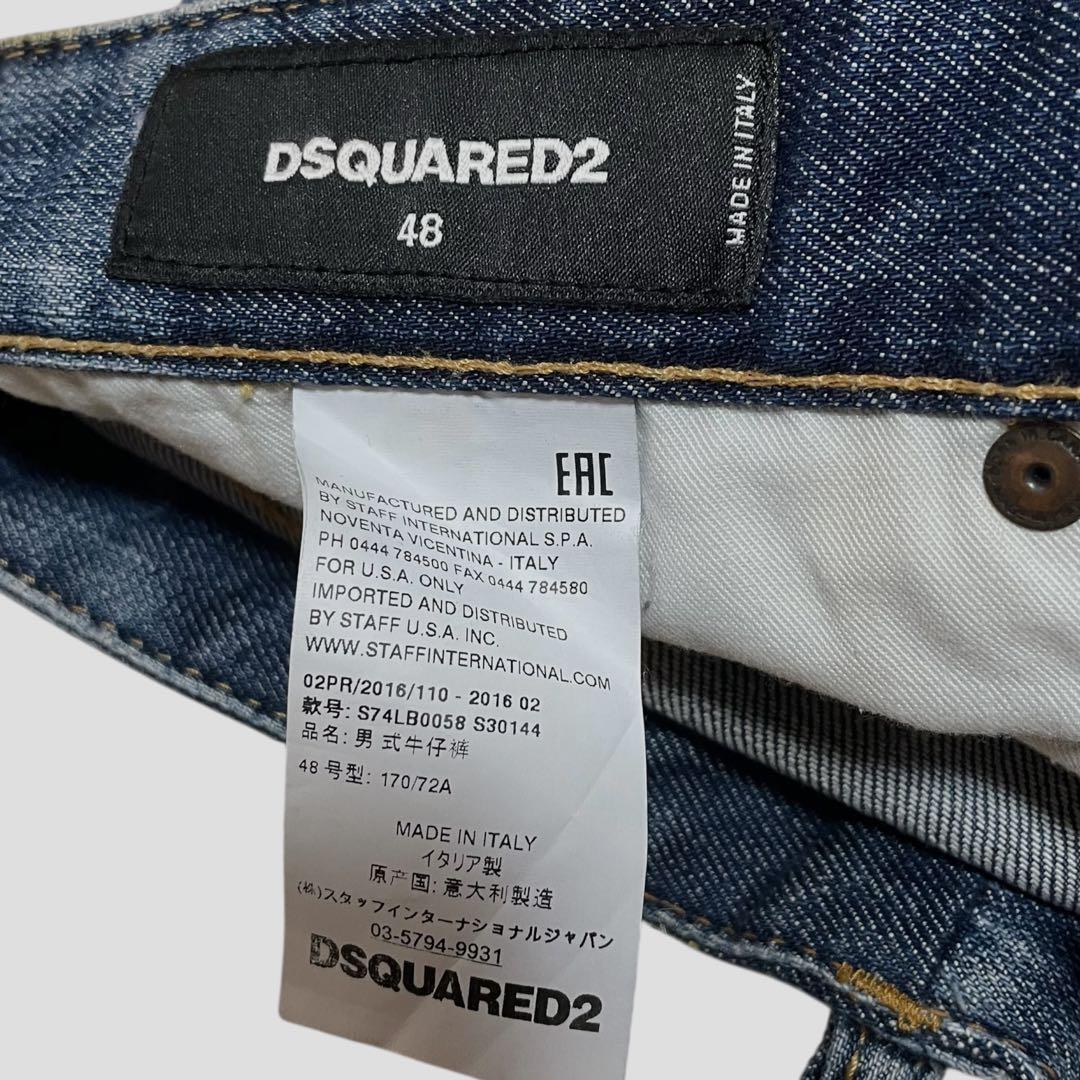 DSQUARED2
48
MADE IN ITALY
EAC
MANUFACTURED AND DISTRIBUTED
BY STAFF INTERNATIONAL S.P.A.
NOVENTA VICENTINA - ITALY
PH 0444 784500 FAX 0444 784580
FOR U.S.A. ONLY
IMPORTED AND DISTRIBUTED
BY STAFF U.S.A. INC.
WWW.STAFFINTERNATIONAL.COM
02PR/2016/110 - 2016 02
款号: S74LB0058 S30144
品名: 男 式牛仔裤
48 号型: 170/72A
MADE IN ITALY
イタリア製
原产国: 意大利製造
(株)スタッフインターナショナルジャパン
03-5794-9931
DSQUARED2